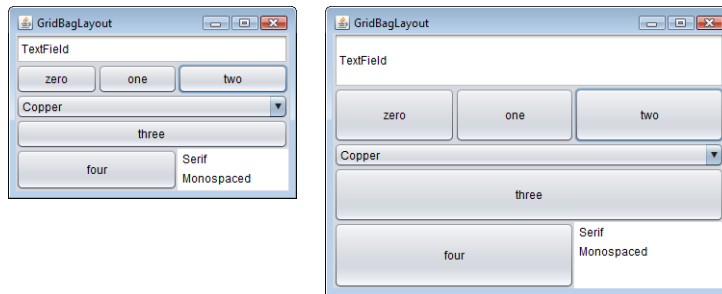 GridBagLayout
TextField
zero one two
Copper
three
four
Serif
Monospaced
GridBagLayout
TextField
zero one two
Copper
three
four
Serif
Monospaced